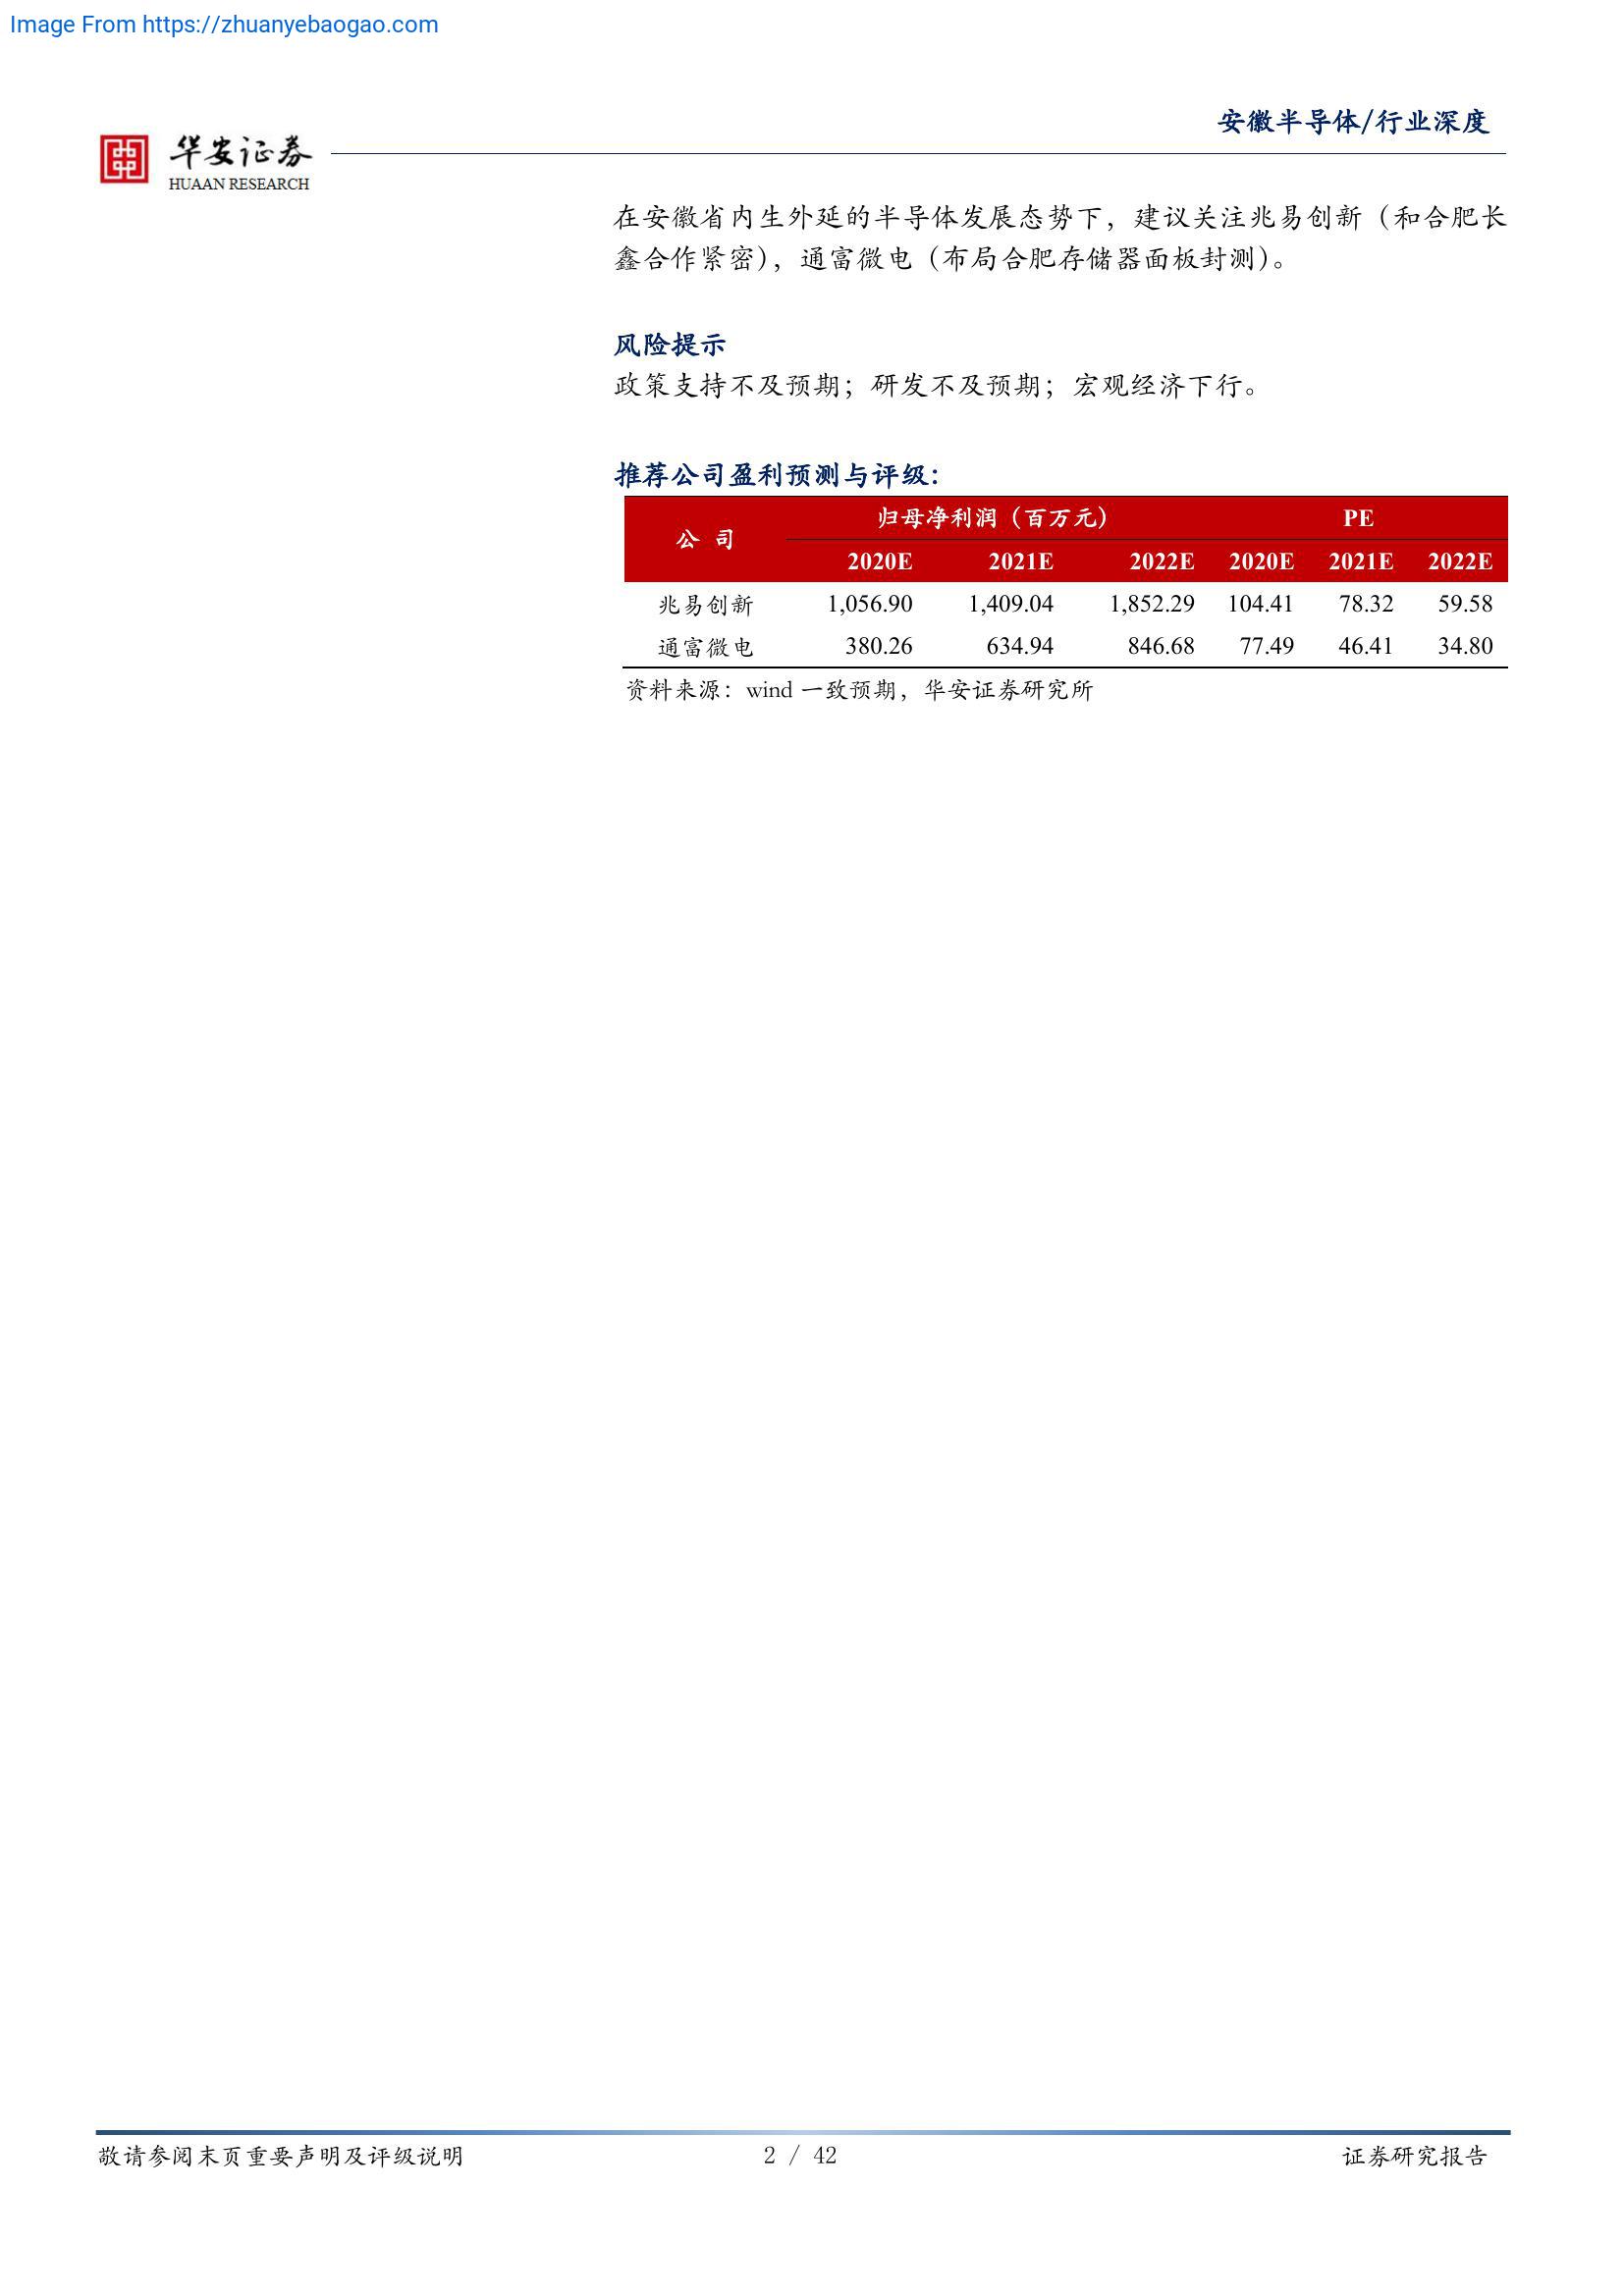 Image From https://zhuanyebaogao.com
安徽半导体/行业深度
华安证券
HUAAN RESEARCH
在安徽省内生外延的半导体发展态势下，建议关注兆易创新（和合肥长
鑫合作紧密），通富微电（布局合肥存储器面板封测）。
风险提示
政策支持不及预期；研发不及预期；宏观经济下行。
推荐公司盈利预测与评级：
公 司 归母净利润（百万元） PE
2020E 2021E 2022E 2020E 2021E 2022E
兆易创新 1,056.90 1,409.04 1,852.29 104.41 78.32 59.58
通富微电 380.26 634.94 846.68 77.49 46.41 34.80
资料来源：wind 一致预期，华安证券研究所
敬请参阅末页重要声明及评级说明 2 / 42 证券研究报告